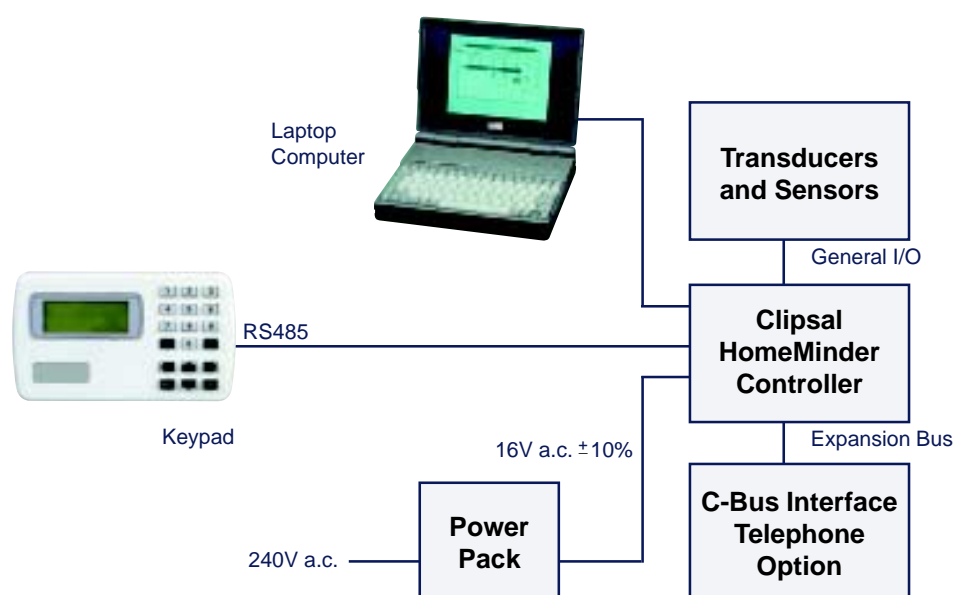 Laptop
Computer
Transducers
and Sensors
General I/O
RS485
Clipsal
HomeMinder
Controller
Keypad
16V a.c. ±10%
Expansion Bus
240V a.c.
Power
Pack
C-Bus Interface
Telephone
Option